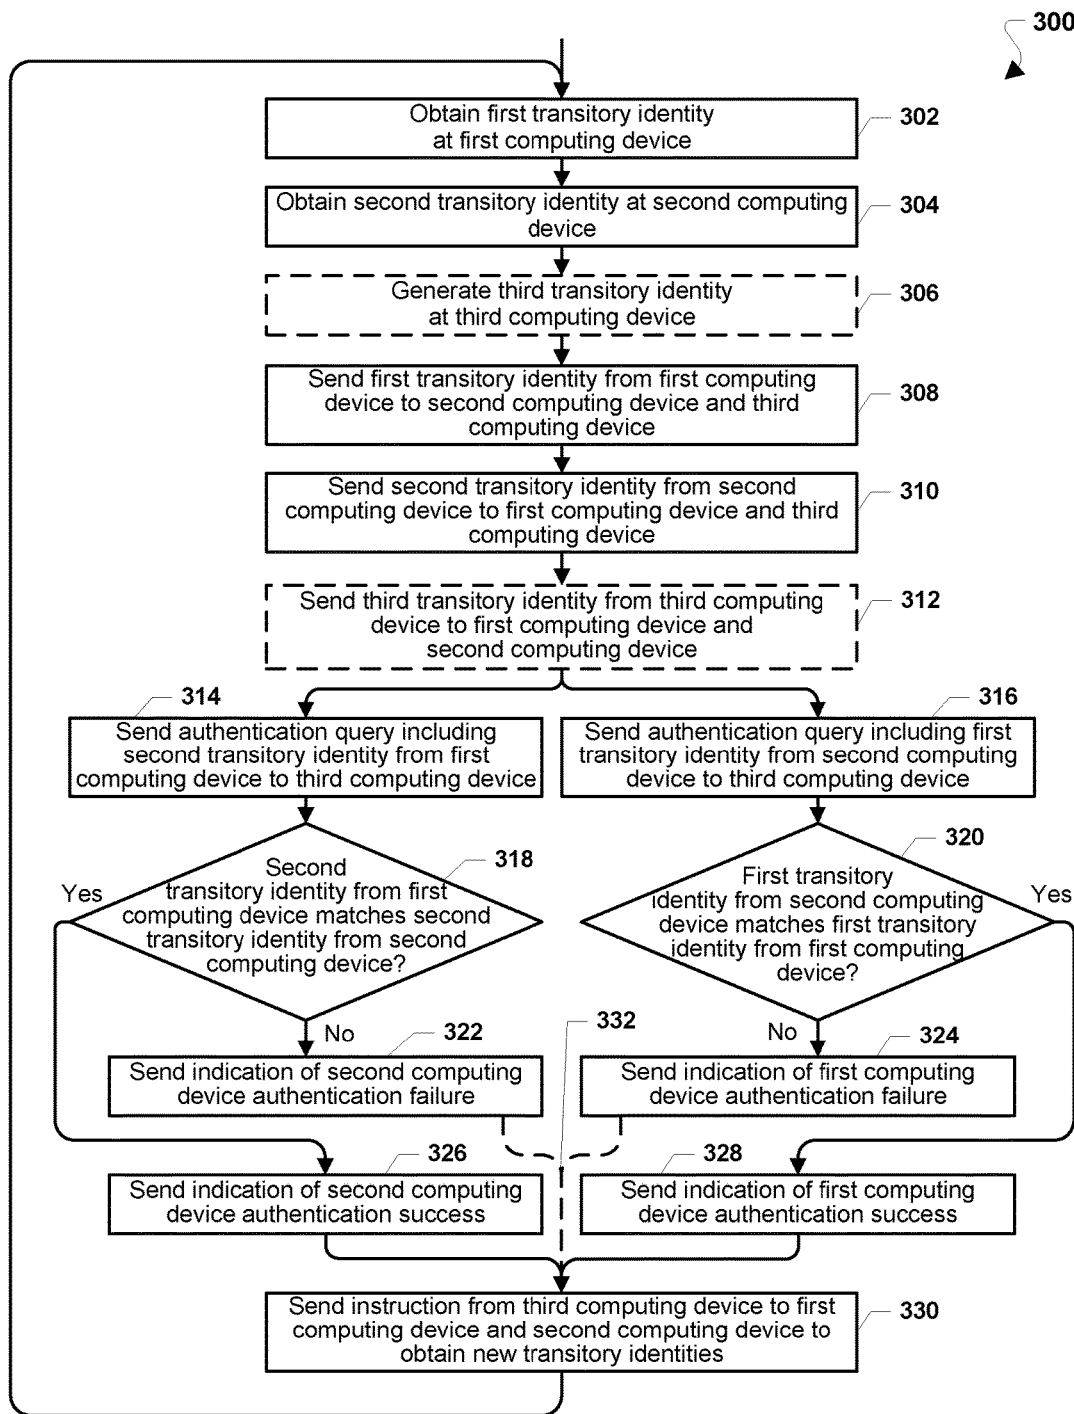 300
Obtain first transitory identity
at first computing device
302
Obtain second transitory identity at second computing
device
304
Generate third transitory identity
at third computing device
306
Send first transitory identity from first computing
device to second computing device and third
computing device
308
Send second transitory identity from second
computing device to first computing device and third
computing device
310
Send third transitory identity from third computing
device to first computing device and
second computing device
312
314
Send authentication query including
second transitory identity from first
computing device to third computing device
316
Send authentication query including first
transitory identity from second computing
device to third computing device
318
Second
transitory identity from first
computing device matches second
transitory identity from second
computing device?
Yes
No
320
First transitory
identity from second computing
device matches first transitory
identity from first computing
device?
Yes
No
322
Send indication of second computing
device authentication failure
332
324
Send indication of first computing
device authentication failure
326
Send indication of second computing
device authentication success
328
Send indication of first computing
device authentication success
Send instruction from third computing device to first
computing device and second computing device to
obtain new transitory identities
330